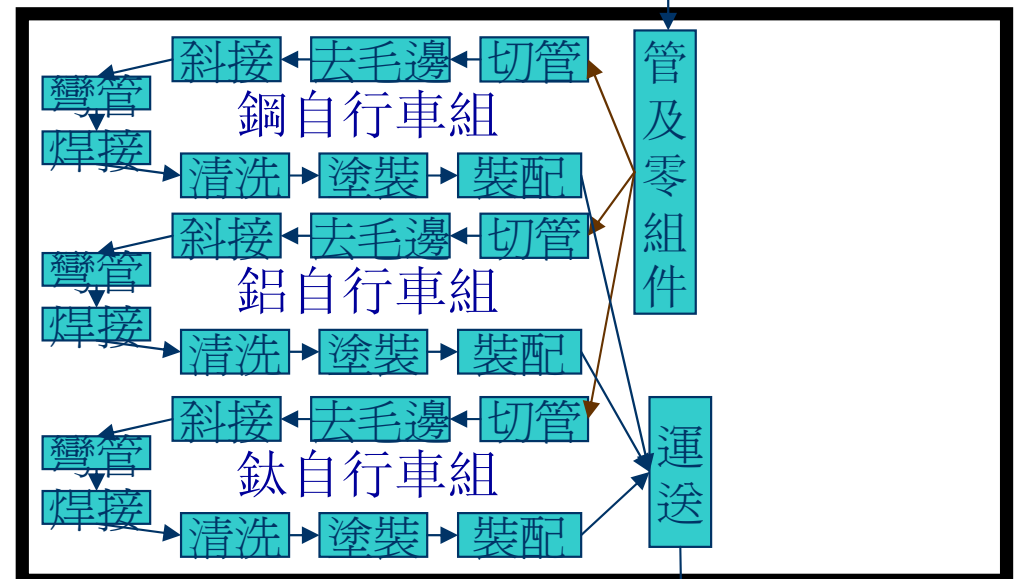 斜接 去毛邊 切管
彎管
鋼自行車組
焊接
清洗 塗裝 裝配
斜接 去毛邊 切管
彎管
鋁自行車組
焊接
清洗 塗裝 裝配
斜接 去毛邊 切管
彎管
鈦自行車組
焊接
清洗 塗裝 裝配
管及零組件
運送